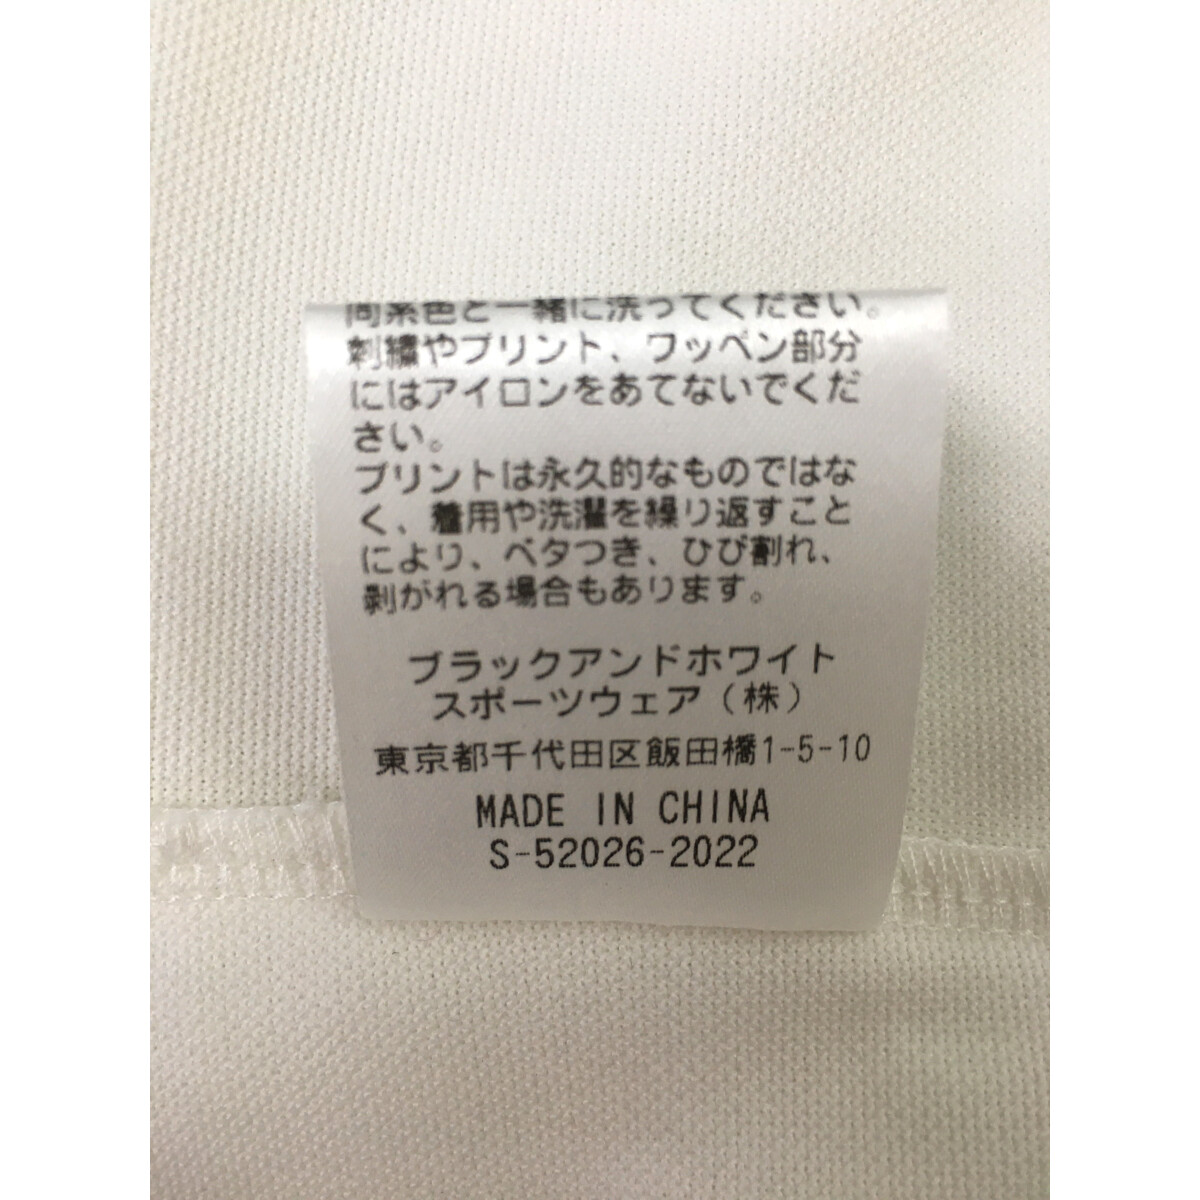 同系色と一緒に洗ってください。
刺繍やプリント、ワッペン部分
にはアイロンをあてないでくだ
さい。
プリントは永久的なものではな
く、着用や洗濯を繰り返すこと
により、ベタつき、ひび割れ、
剥がれる場合もあります。
ブラックアンドホワイト
スポーツウェア（株）
東京都千代田区飯田橋1-5-10
MADE IN CHINA
S-52026-2022